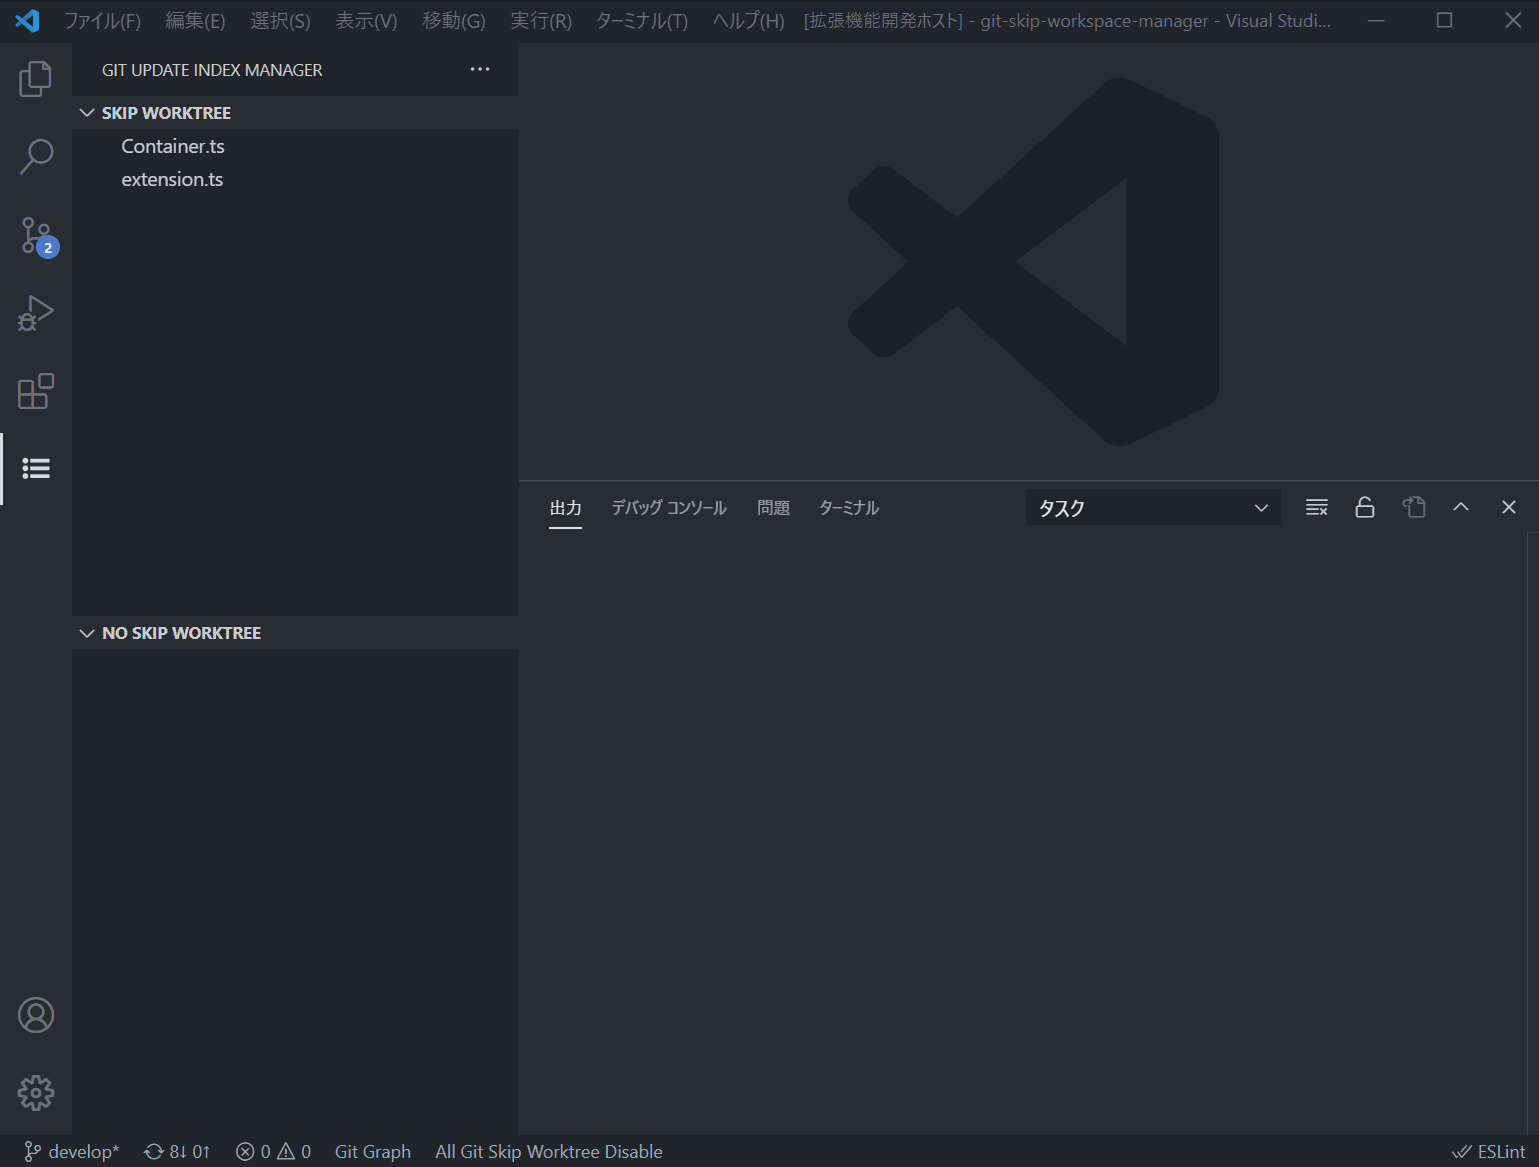 ファイル(F) 編集(E) 選択(S) 表示(V) 移動(G) 実行(R) ターミナル(T) ヘルプ(H) [拡張機能開発ホスト] - git-skip-workspace-manager - Visual Studi...
GIT UPDATE INDEX MANAGER
SKIP WORKTREE
Container.ts
extension.ts
2
出力 デバッグ コンソール 問題 ターミナル タスク
NO SKIP WORKTREE
develop* 8↓ 0↑ 0 0 Git Graph All Git Skip Worktree Disable ESLint